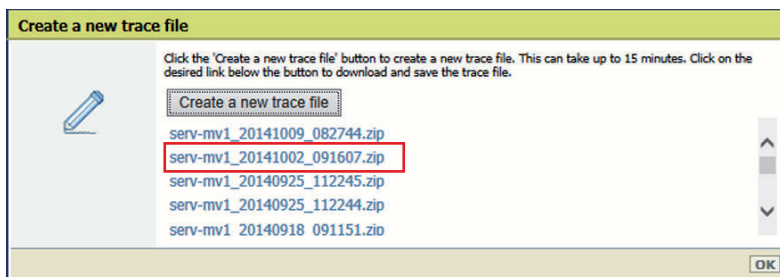 Create a new trace file
Click the 'Create a new trace file' button to create a new trace file. This can take up to 15 minutes. Click on the
desired link below the button to download and save the trace file.
Create a new trace file
serv-mv1_20141009_082744.zip
serv-mv1_20141002_091607.zip
serv-mv1_20140925_112245.zip
serv-mv1_20140925_112244.zip
serv-mv1_20140918_091151.zip
OK